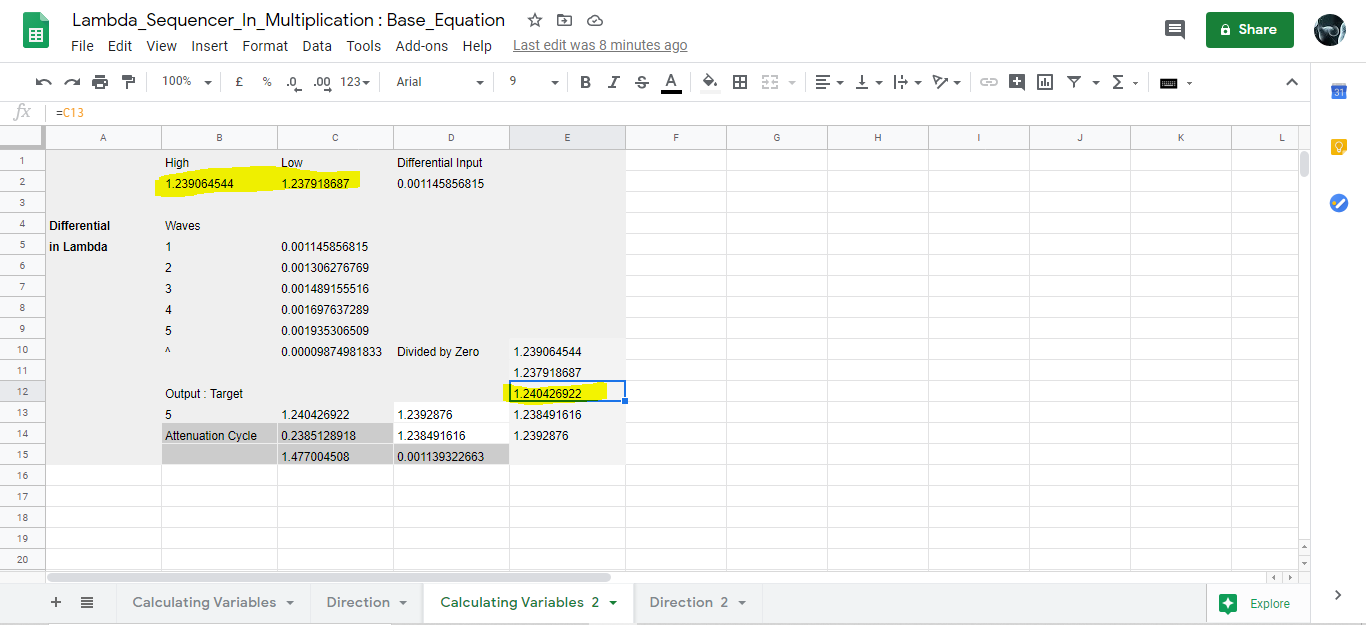 Lambda_Sequencer_In_Multiplication : Base_Equation
File Edit View Insert Format Data Tools Add-ons Help Last edit was 8 minutes ago
Share
100% £ % .0 .00 123 Arial 9 B I S A
31
fx =C13
A B C D E F G H I J K L
1 High Low Differential Input
2 1.239064544 1.237918687 0.001145856815
3
4 Differential Waves
5 in Lambda 1 0.001145856815
6 2 0.001306276769
7 3 0.001489155516
8 4 0.001697637289
9 5 0.001935306509
10 ^ 0.00009874981833 Divided by Zero 1.239064544
11 1.237918687
12 Output : Target 1.240426922
13 5 1.240426922 1.2392876 1.238491616
14 Attenuation Cycle 0.2385128918 1.238491616 1.2392876
15 1.477004508 0.001139322663
16
17
18
19
20
Calculating Variables Direction Calculating Variables 2 Direction 2 Explore